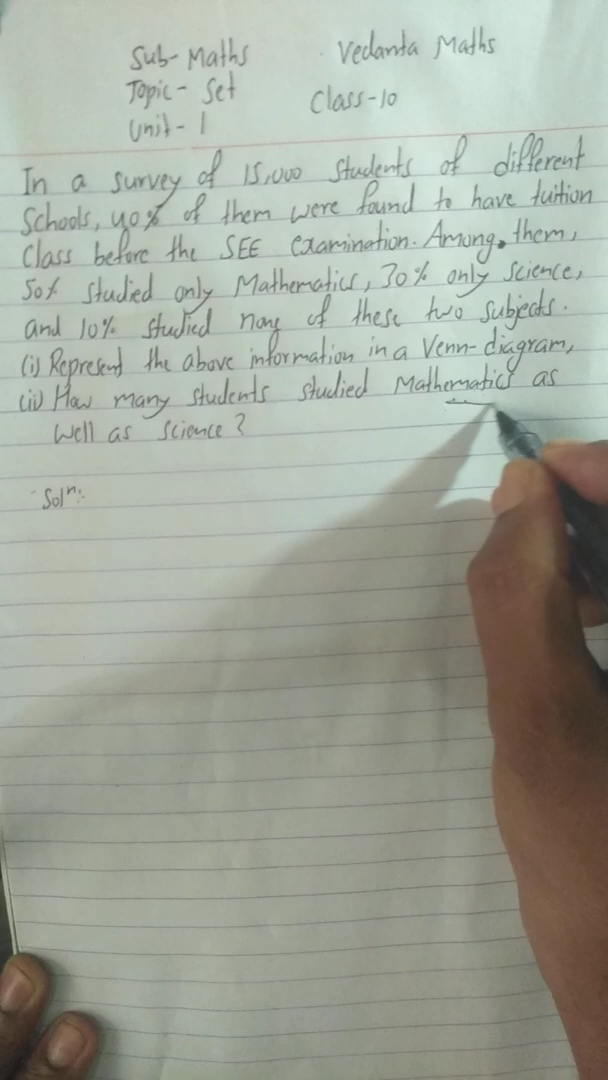 Sub- Maths Vedanta Maths
Topic- Set Class-10
Unit- 1
In a survey of 15,000 students of different
Schools, 40% of them were found to have tuition
Class before the SEE examination. Among, them,
50% studied only Mathematics, 30% only science,
and 10% studied none of these two subjects.
(i) Represent the above information in a Venn-diagram,
(ii) How many students studied Mathematics as
well as science?
Solⁿ: